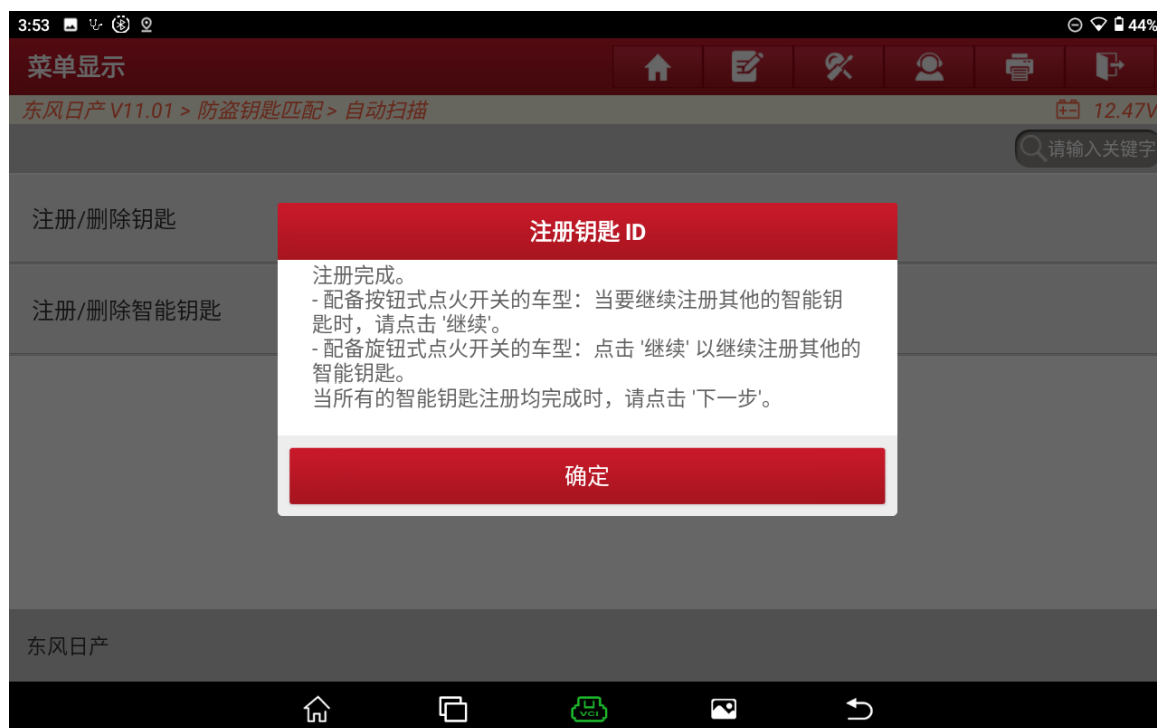 3:53
44%
菜单显示
东风日产 V11.01 > 防盗钥匙匹配 > 自动扫描
12.47V
请输入关键字
注册/删除钥匙
注册/删除智能钥匙
注册钥匙 ID
注册完成。
- 配备按钮式点火开关的车型：当要继续注册其他的智能钥
匙时，请点击 '继续'。
- 配备旋钮式点火开关的车型：点击 '继续' 以继续注册其他的
智能钥匙。
当所有的智能钥匙注册均完成时，请点击 '下一步'。
确定
东风日产
VCI